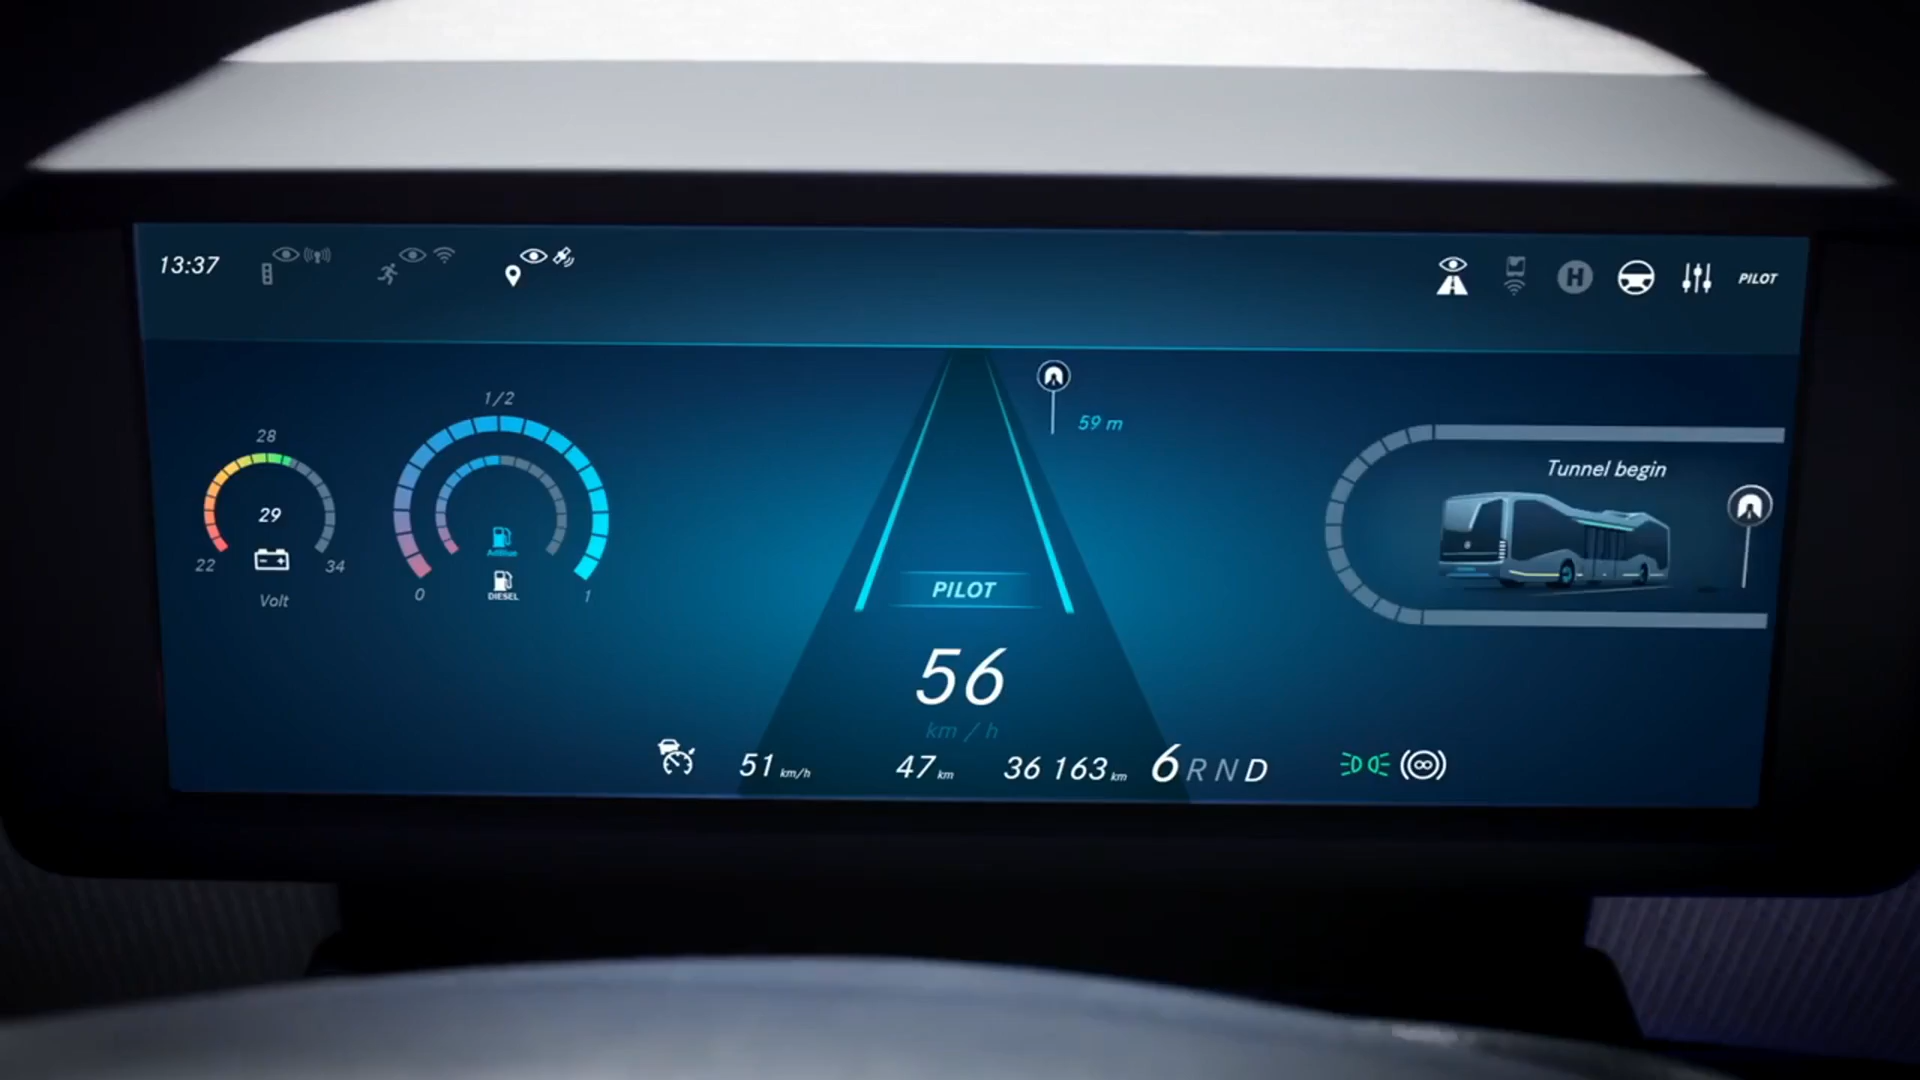 13:37
H
PILOT
28
29
22
34
Volt
1/2
AdBlue
DIESEL
0
1
59 m
Tunnel begin
PILOT
56
km / h
51 km/h
47 km
36 163 km
6 R N D